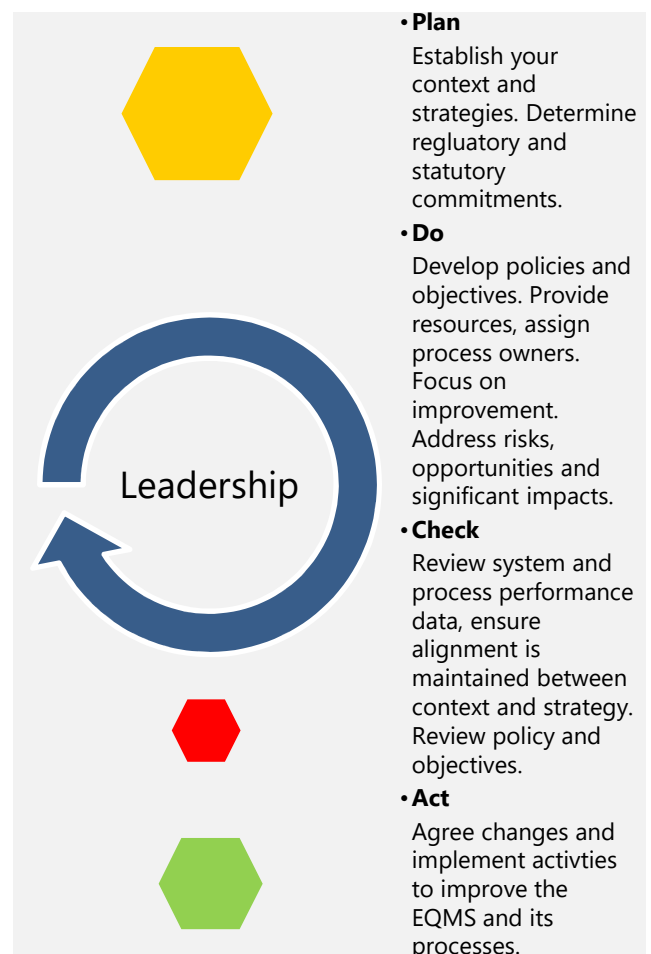 • Plan
Establish your
context and
strategies. Determine
regluatory and
statutory
commitments.
• Do
Develop policies and
objectives. Provide
resources, assign
process owners.
Focus on
improvement.
Address risks,
opportunities and
significant impacts.
Leadership
• Check
Review system and
process performance
data, ensure
alignment is
maintained between
context and strategy.
Review policy and
objectives.
• Act
Agree changes and
implement activties
to improve the
EQMS and its
processes.